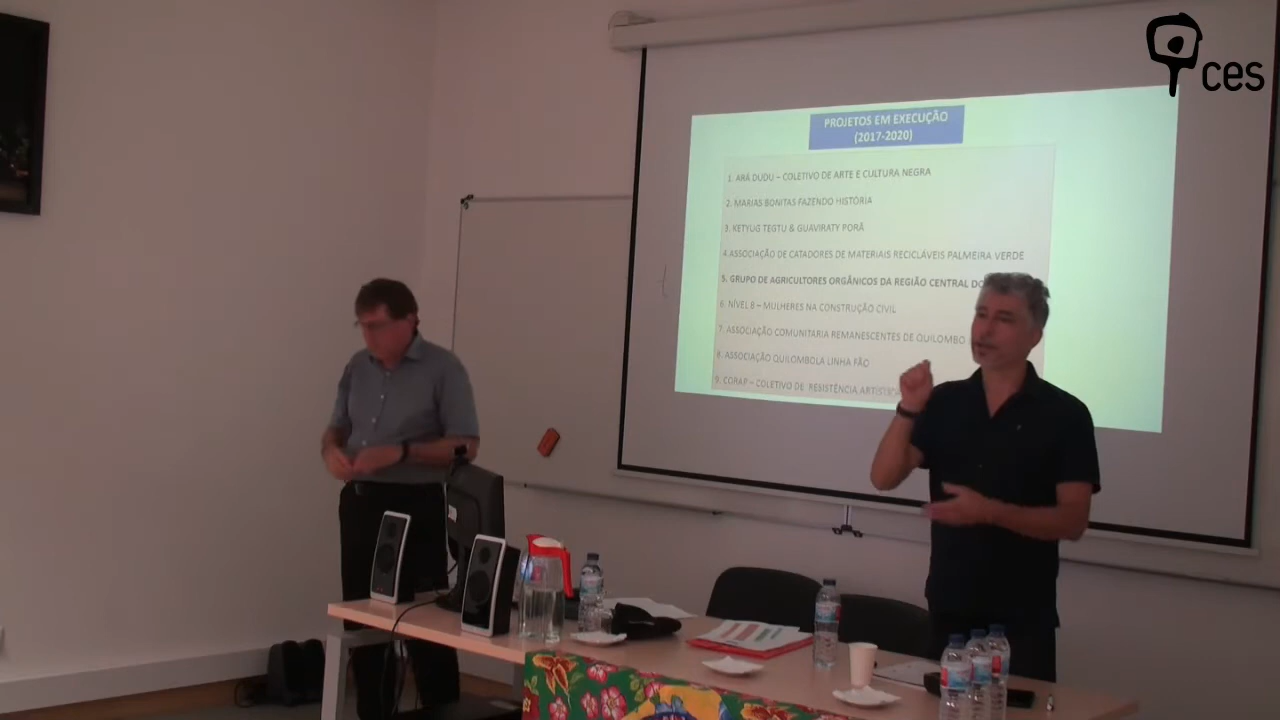 ces
PROJETOS EM EXECUÇÃO
(2017-2020)
1. ARÁ DUDU – COLETIVO DE ARTE E CULTURA NEGRA
2. MARIAS BONITAS FAZENDO HISTÓRIA
3. KETYJUG TEGTU & GUAVIRATY PORÃ
4. ASSOCIAÇÃO DE CATADORES DE MATERIAIS RECICLÁVEIS PALMEIRA VERDE
5. GRUPO DE AGRICULTORES ORGÂNICOS DA REGIÃO CENTRAL DO
6. NÍVEL B – MULHERES NA CONSTRUÇÃO CIVIL
7. ASSOCIAÇÃO COMUNITÁRIA REMANESCENTES DE QUILOMBO
8. ASSOCIAÇÃO QUILOMBOLA LINHA FÃO
9. CORAP – COLETIVO DE RESISTÊNCIA